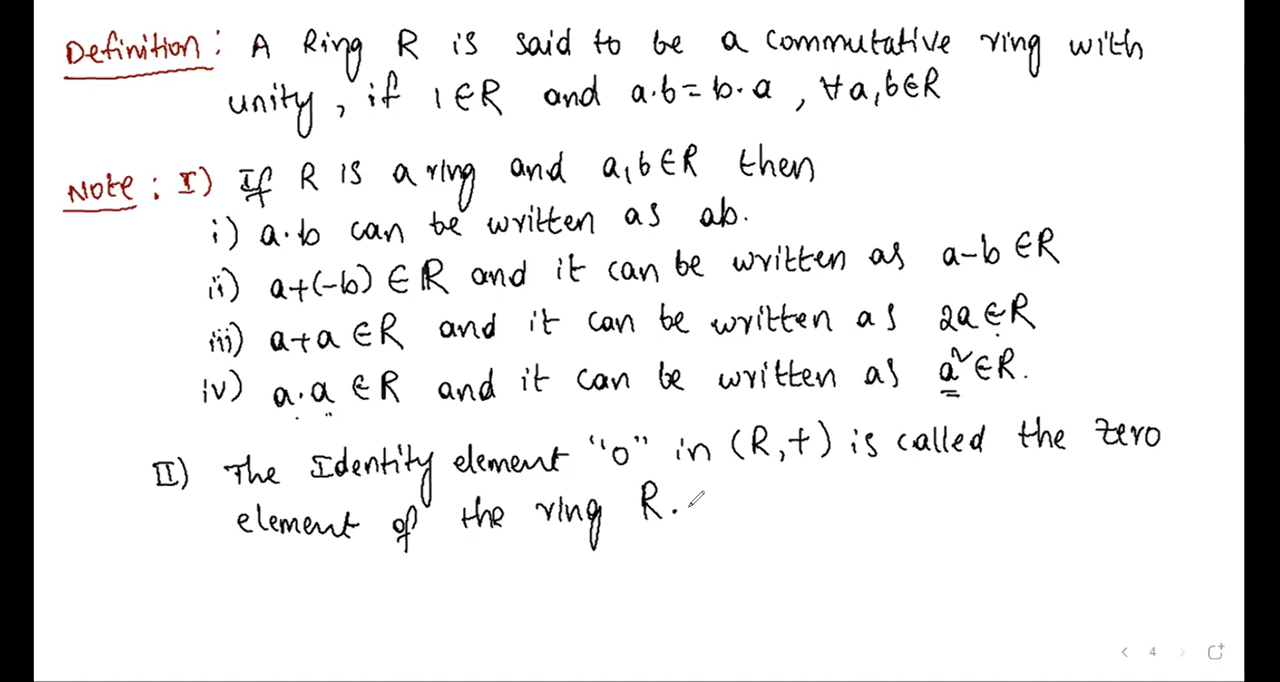 Definition: A Ring R is said to be a commutative ring with
unity, if 1∈R and a·b=b·a, ∀a,b∈R
Note: I) If R is a ring and a,b∈R then
i) a·b can be written as ab.
ii) a+(-b) ∈ R and it can be written as a-b ∈R
iii) a+a ∈R and it can be written as 2a ∈R
iv) a.a ∈R and it can be written as a² ∈R.
II) The Identity element "0" in (R,+) is called the zero
element of the ring R.
4